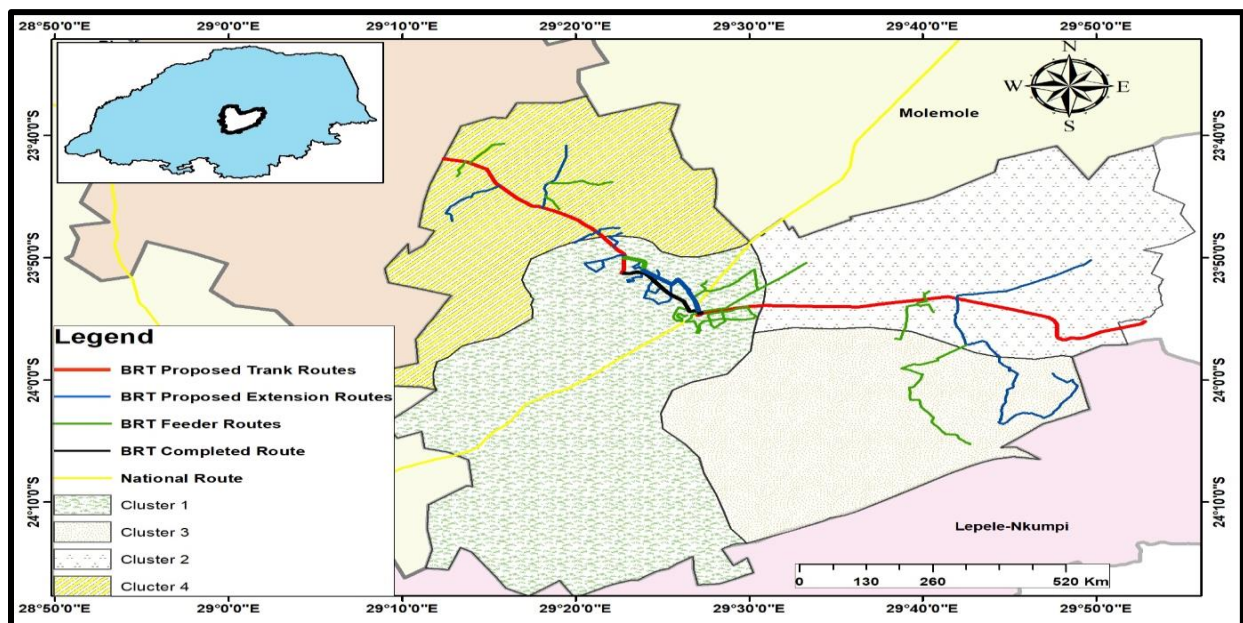 28°50'0"E 29°0'0"E 29°10'0"E 29°20'0"E 29°30'0"E 29°40'0"E 29°50'0"E
N
W E
S
Molemole
23°40'0"S 23°40'0"S
23°50'0"S 23°50'0"S
Legend
BRT Proposed Trank Routes
BRT Proposed Extension Routes
BRT Feeder Routes
BRT Completed Route
National Route
Cluster 1
Cluster 3
Cluster 2
Clucter 4
24°0'0"S 24°0'0"S
24°10'0"S 24°10'0"S
Lepele-Nkumpi
0 130 260 520 Km
28°50'0"E 29°0'0"E 29°10'0"E 29°20'0"E 29°30'0"E 29°40'0"E 29°50'0"E